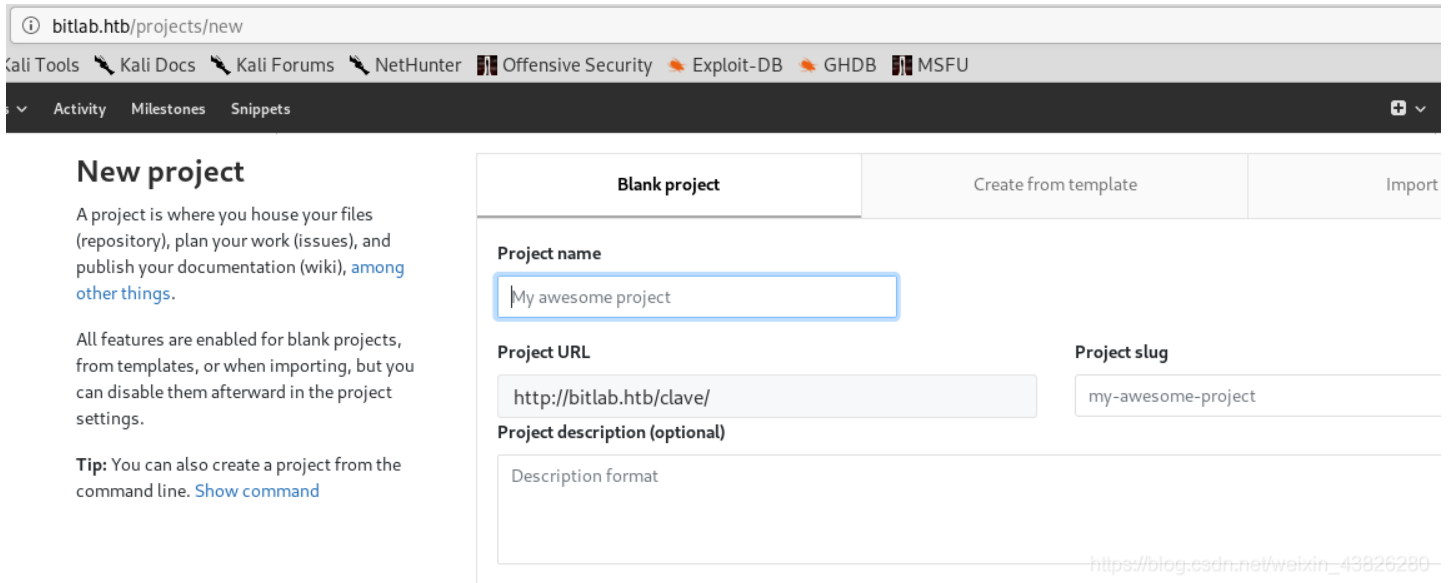 bitlab.htb/projects/new
Kali Tools Kali Docs Kali Forums NetHunter Offensive Security Exploit-DB GHDB MSFU
Activity Milestones Snippets
New project
A project is where you house your files
(repository), plan your work (issues), and
publish your documentation (wiki), among
other things.
All features are enabled for blank projects,
from templates, or when importing, but you
can disable them afterward in the project
settings.
Tip: You can also create a project from the
command line. Show command
Blank project Create from template Import
Project name
My awesome project
Project URL Project slug
http://bitlab.htb/clave/ my-awesome-project
Project description (optional)
Description format
https://blog.csdn.net/weixin_43826280